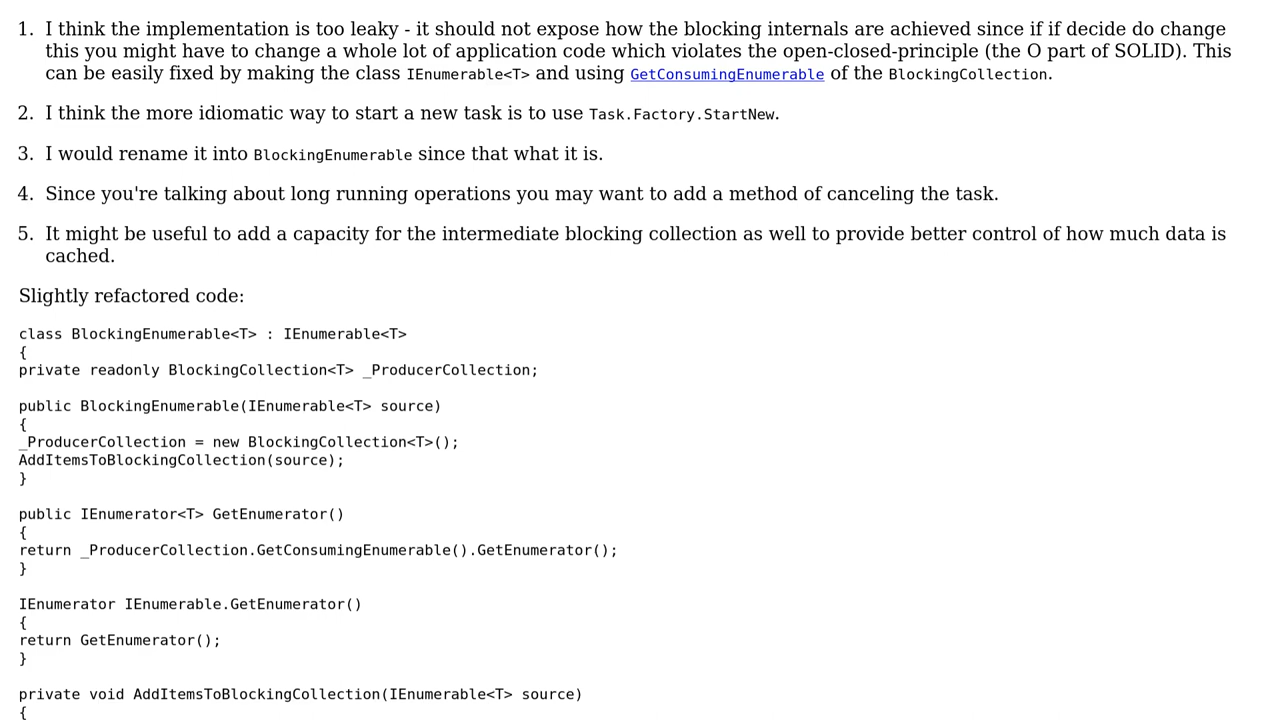 1. I think the implementation is too leaky - it should not expose how the blocking internals are achieved since if if decide do change
this you might have to change a whole lot of application code which violates the open-closed-principle (the O part of SOLID). This
can be easily fixed by making the class IEnumerable<T> and using GetConsumingEnumerable of the BlockingCollection.
2. I think the more idiomatic way to start a new task is to use Task.Factory.StartNew.
3. I would rename it into BlockingEnumerable since that what it is.
4. Since you're talking about long running operations you may want to add a method of canceling the task.
5. It might be useful to add a capacity for the intermediate blocking collection as well to provide better control of how much data is
cached.
Slightly refactored code:
class BlockingEnumerable<T> : IEnumerable<T>
{
private readonly BlockingCollection<T> _ProducerCollection;
public BlockingEnumerable(IEnumerable<T> source)
{
_ProducerCollection = new BlockingCollection<T>();
AddItemsToBlockingCollection(source);
}
public IEnumerator<T> GetEnumerator()
{
return _ProducerCollection.GetConsumingEnumerable().GetEnumerator();
}
IEnumerator IEnumerable.GetEnumerator()
{
return GetEnumerator();
}
private void AddItemsToBlockingCollection(IEnumerable<T> source)
{